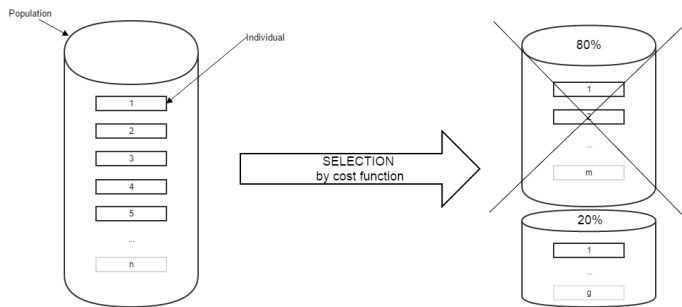 Population
Individual
1
2
3
4
5
...
n
SELECTION
by cost function
80%
1
2
...
m
20%
1
...
g